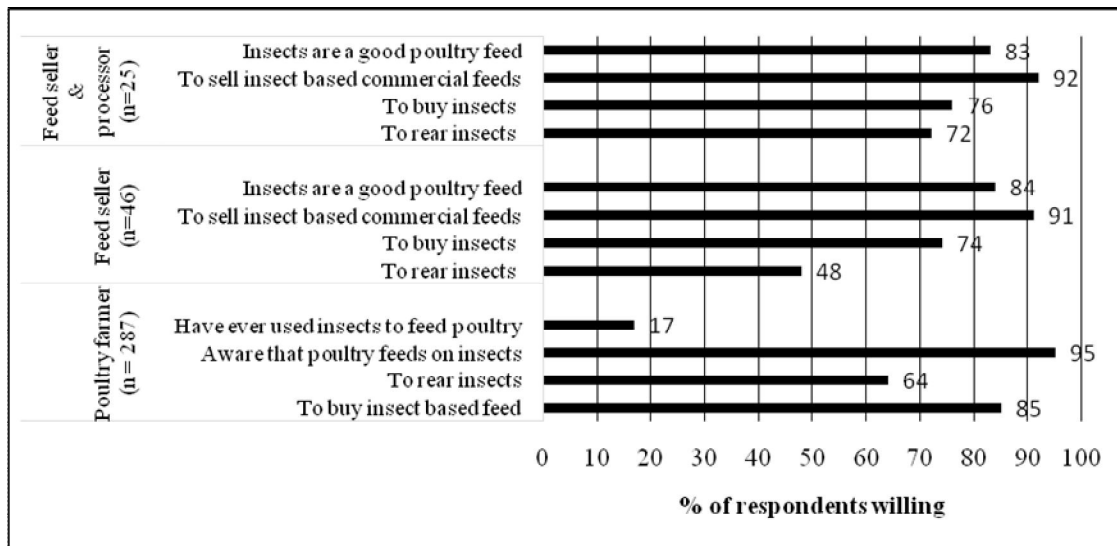 Feed seller
&
processor
(n=25)
Insects are a good poultry feed
83
To sell insect based commercial feeds
92
To buy insects
76
To rear insects
72
Feed seller
(n=46)
Insects are a good poultry feed
84
To sell insect based commercial feeds
91
To buy insects
74
To rear insects
48
Poultry farmer
(n= 287)
Have ever used insects to feed poultry
17
Aware that poultry feeds on insects
95
To rear insects
64
To buy insect based feed
85
0 10 20 30 40 50 60 70 80 90 100
% of respondents willing